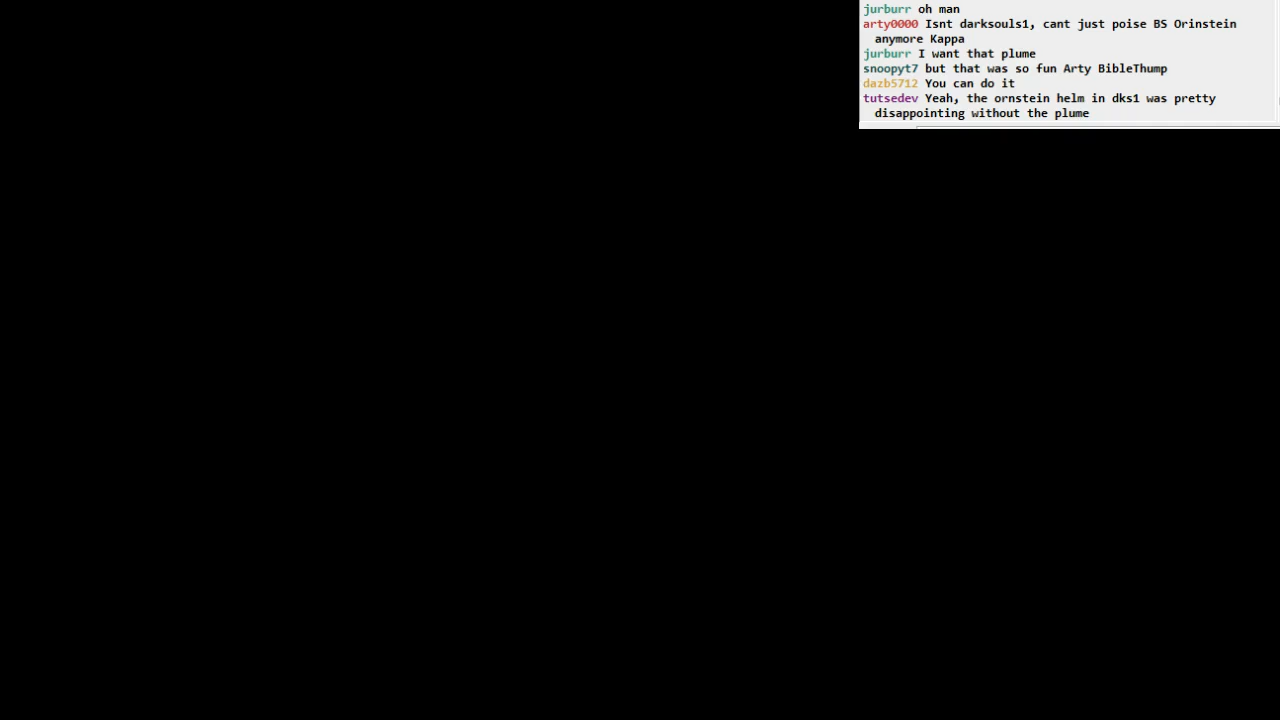 jurburr oh man
arty0000 Isnt darksouls1, cant just poise BS Orinstein
anymore Kappa
jurburr I want that plume
snoopyt7 but that was so fun Arty BibleThump
dazb5712 You can do it
tutsedev Yeah, the ornstein helm in dks1 was pretty
disappointing without the plume